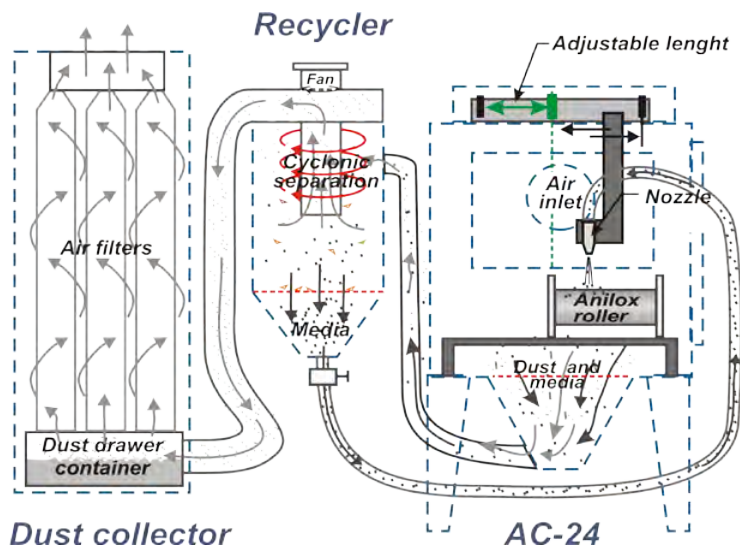 Recycler
Adjustable lenght
Fan
Cyclonic
separation
Air
inlet
Nozzle
Air filters
Anilox
roller
Media
Dust and
media
Dust drawer
container
Dust collector
AC-24